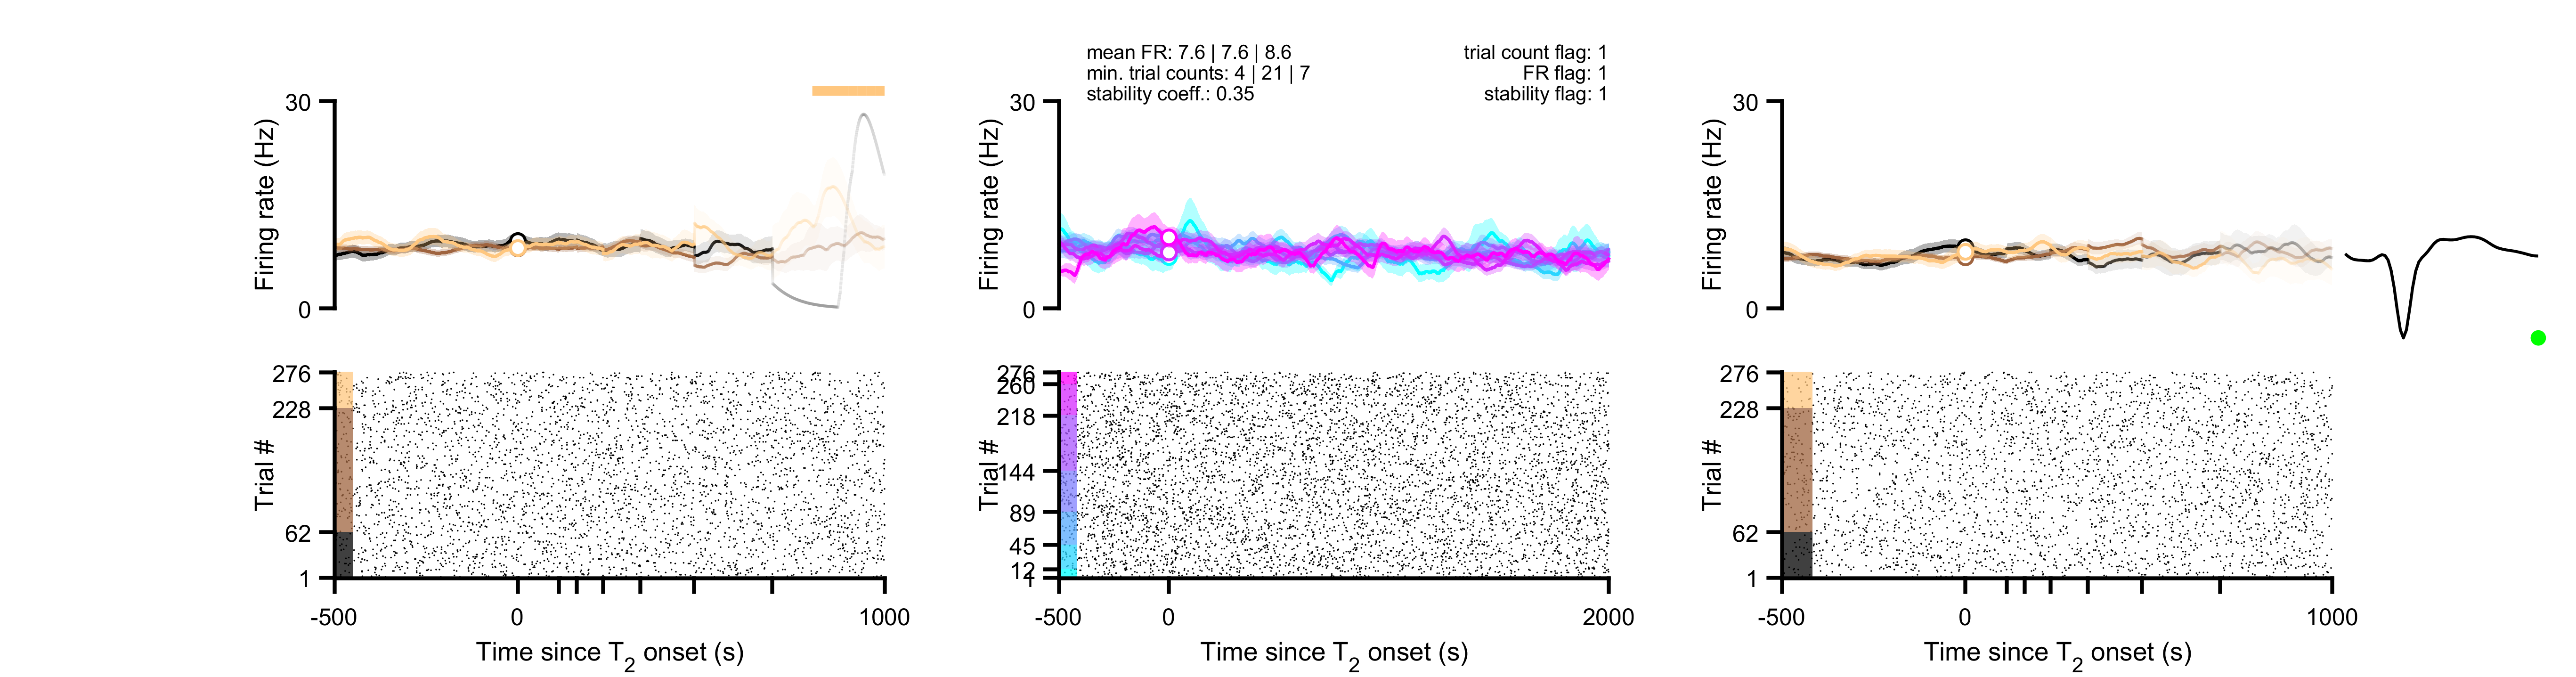 mean FR: 7.6 | 7.6 | 8.6
min. trial counts: 4 | 21 | 7
stability coeff.: 0.35
trial count flag: 1
FR flag: 1
stability flag: 1
30
0
Firing rate (Hz)
30
0
Firing rate (Hz)
30
0
Firing rate (Hz)
276
228
62
1
Trial #
-500
0
1000
Time since T2 onset (s)
276
260
218
144
89
45
12
1
Trial #
-500
0
2000
Time since T2 onset (s)
276
228
62
1
Trial #
-500
0
1000
Time since T2 onset (s)